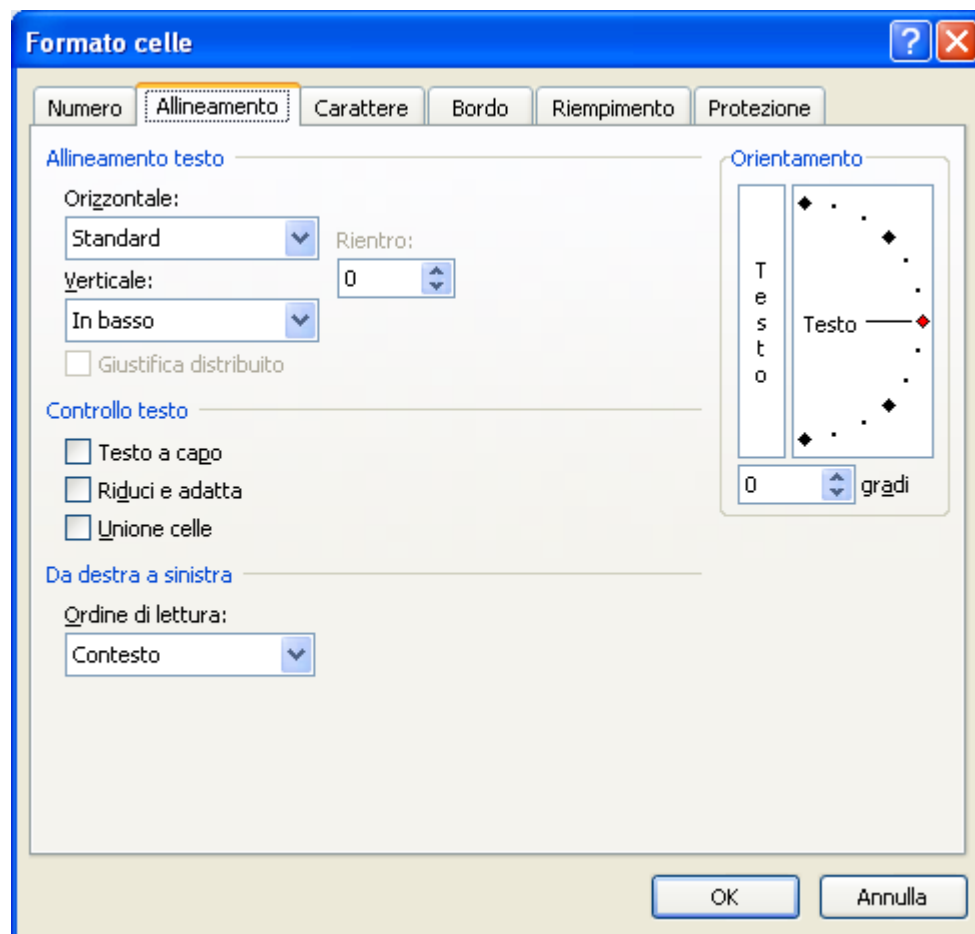 Formato celle
Numero Allineamento Carattere Bordo Riempimento Protezione
Allineamento testo
Orizzontale:
Standard
Rientro:
0
Verticale:
In basso
Giustifica distribuito
Controllo testo
Testo a capo
Riduci e adatta
Unione celle
Da destra a sinistra
Ordine di lettura:
Contesto
Orientamento
Testo
Testo
0 gradi
OK Annulla